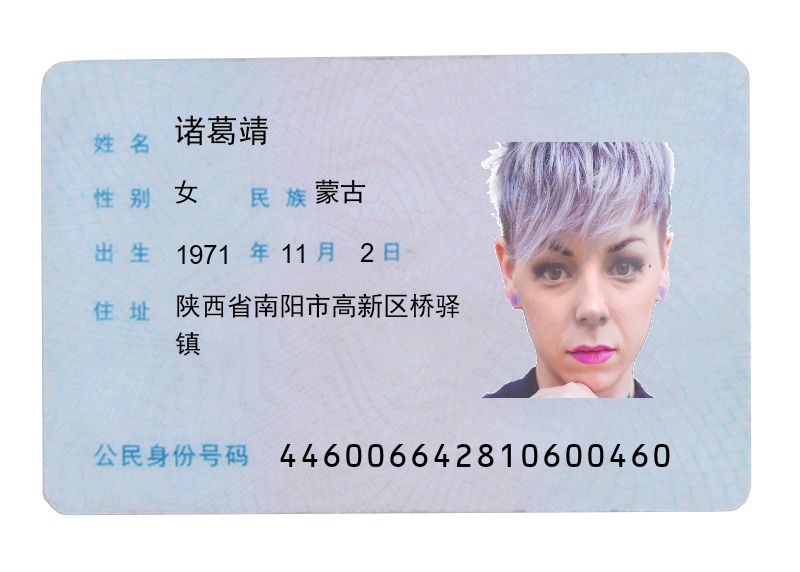 姓名 诸葛靖
性别 女 民族 蒙古
出生 1971 年 11 月 2 日
住址 陕西省南阳市高新区桥驿
镇
公民身份号码 446006642810600460